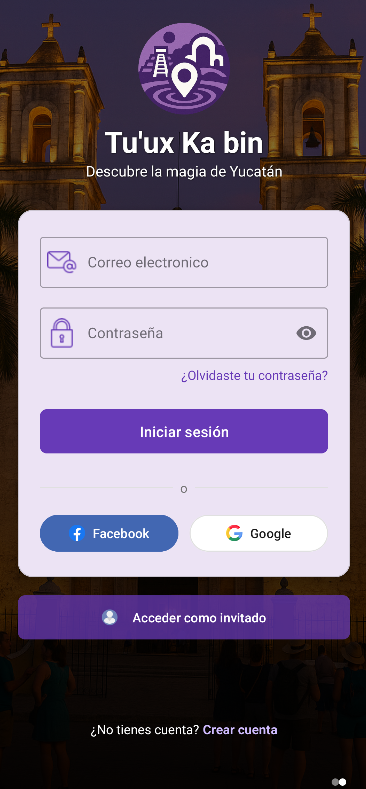 Tu'ux Ka bin
Descubre la magia de Yucatán
Correo electronico
Contraseña
¿Olvidaste tu contraseña?
Iniciar sesión
o
Facebook
Google
Acceder como invitado
¿No tienes cuenta? Crear cuenta